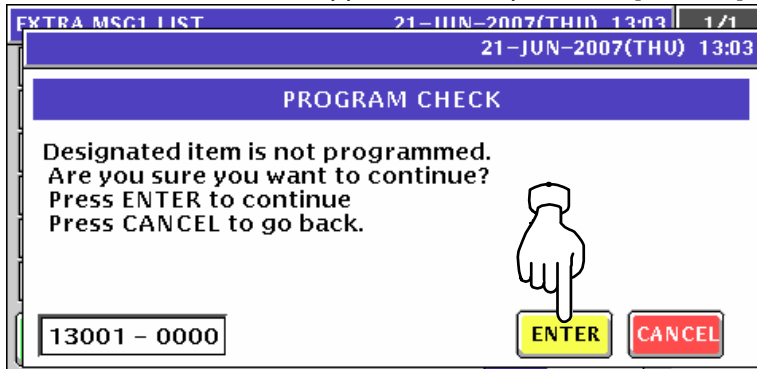 EXTRA MSG1 LIST 21-JUN-2007(THU) 13:03 1/1
21-JUN-2007(THU) 13:03
PROGRAM CHECK
Designated item is not programmed.
Are you sure you want to continue?
Press ENTER to continue
Press CANCEL to go back.
13001 - 0000 ENTER CANCEL